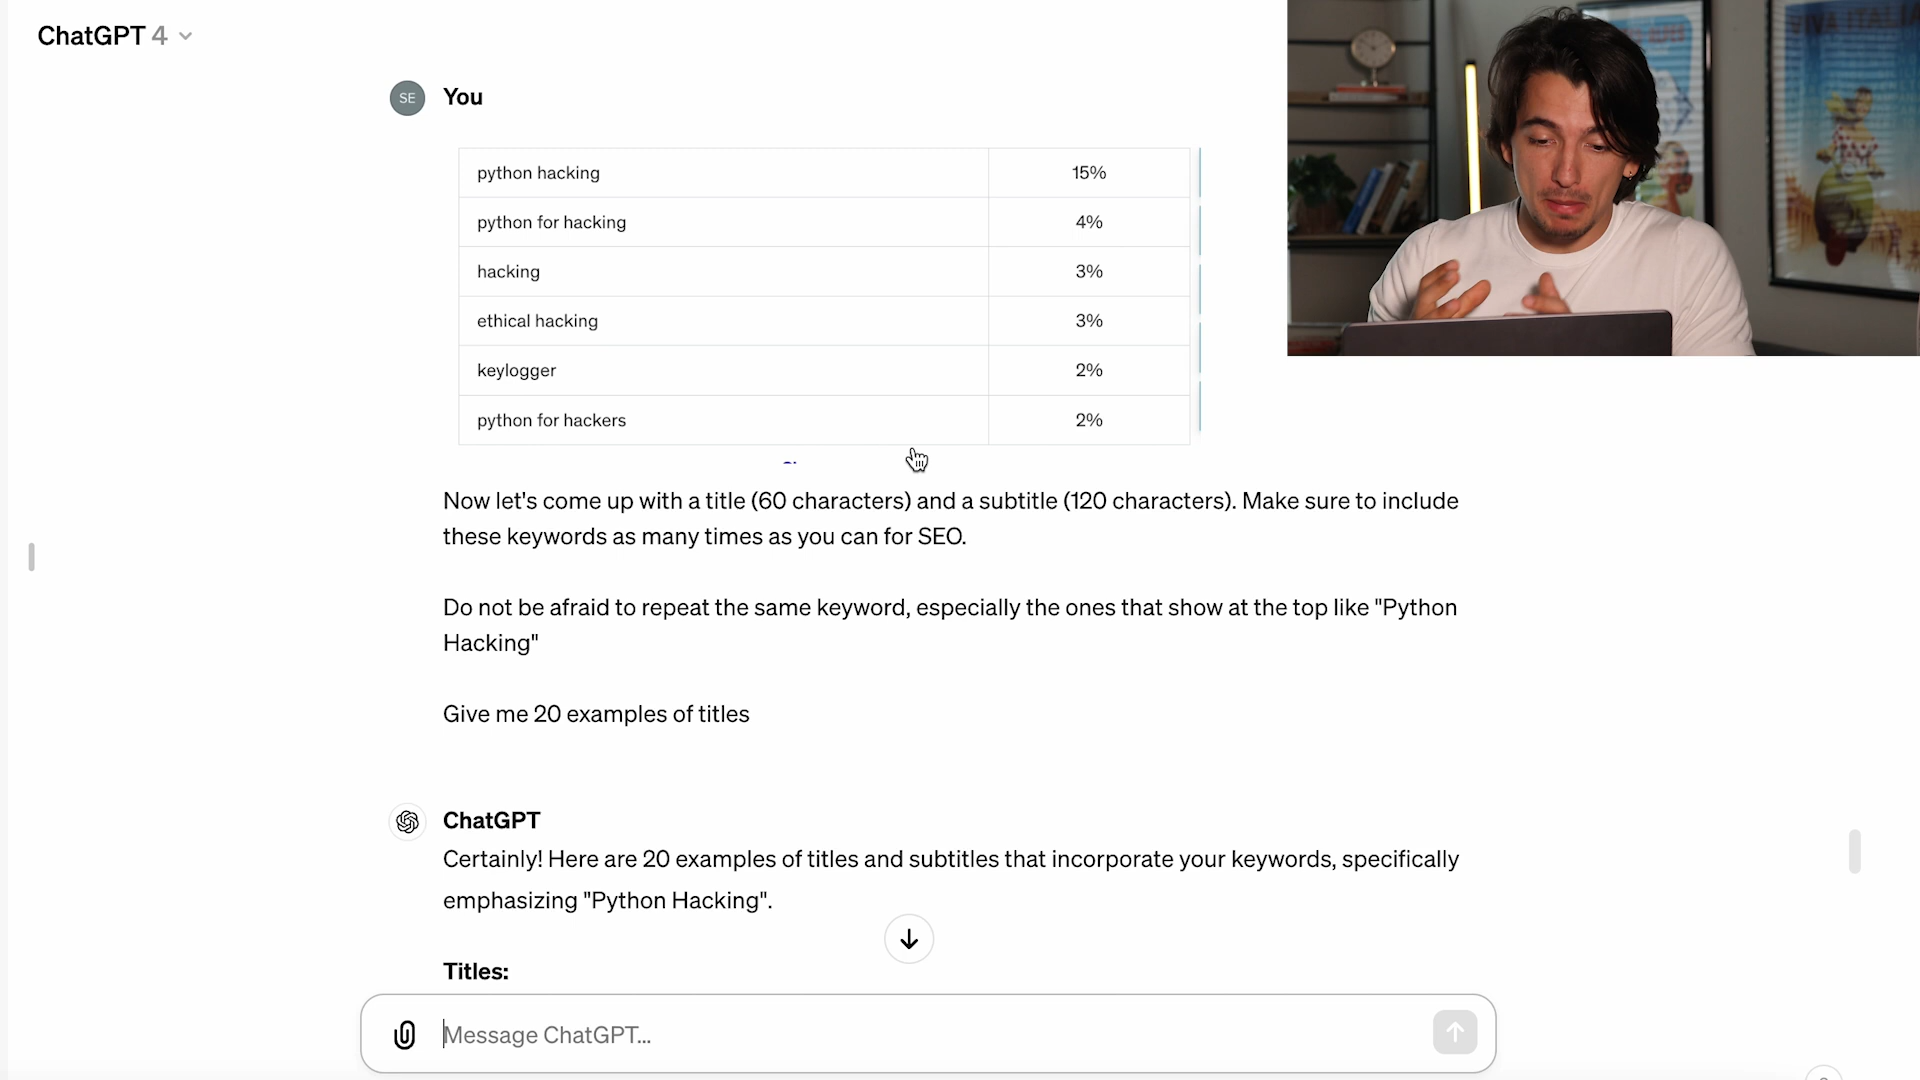 ChatGPT 4
VIVA ITALIA
SE
You
python hacking 15%
python for hacking 4%
hacking 3%
ethical hacking 3%
keylogger 2%
python for hackers 2%
Now let's come up with a title (60 characters) and a subtitle (120 characters). Make sure to include
these keywords as many times as you can for SEO.
Do not be afraid to repeat the same keyword, especially the ones that show at the top like "Python
Hacking"
Give me 20 examples of titles
ChatGPT
Certainly! Here are 20 examples of titles and subtitles that incorporate your keywords, specifically
emphasizing "Python Hacking".
Titles:
Message ChatGPT...